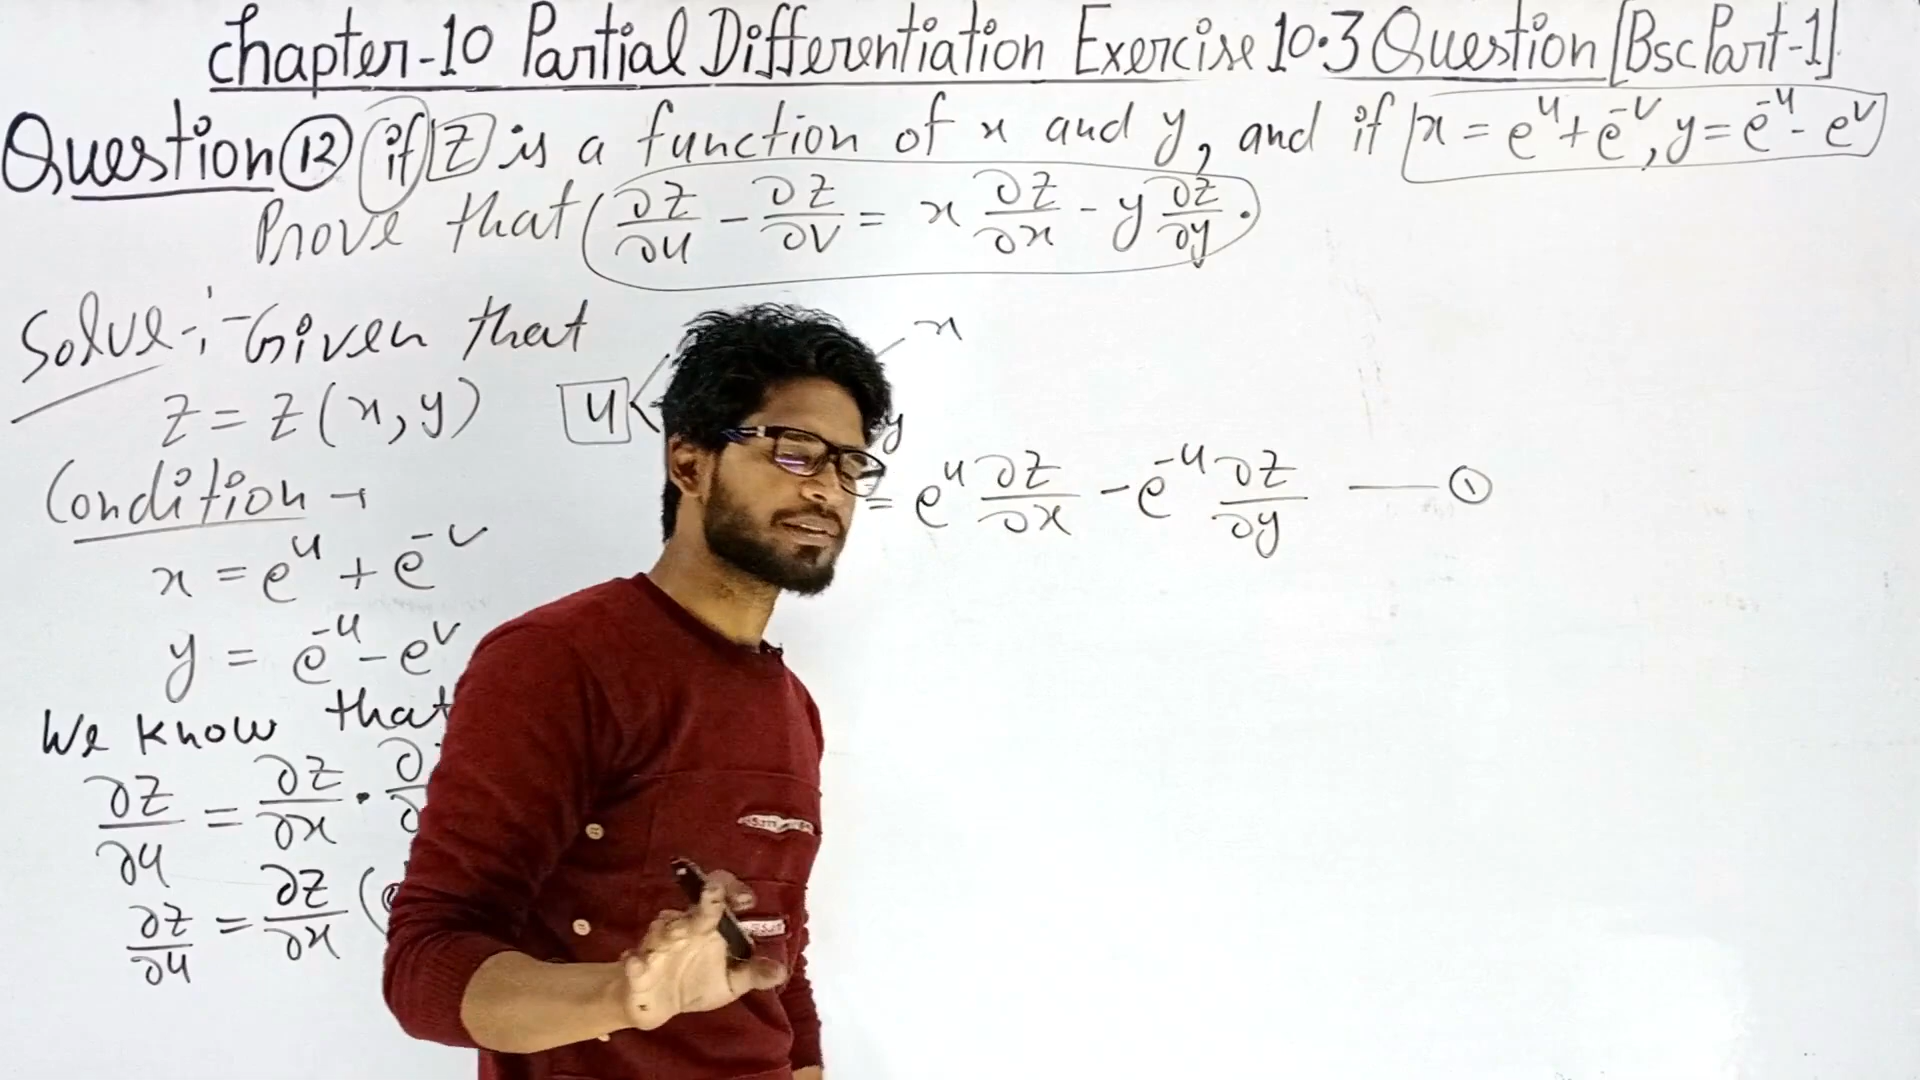 Chapter-10 Partial Differentiation Exercise 10.3 Question [Bsc Part-1]
Question 12 if z is a function of x and y, and if x = e^u + e^-v, y = e^-u - e^v
Prove that ∂z/∂u - ∂z/∂v = x ∂z/∂x - y ∂z/∂y.
Solve:- Given that
z = z(x,y)
Condition →
x = e^u + e^-v
y = e^-u - e^v
We know that
∂z/∂u = ∂z/∂x ·
∂z/∂u = ∂z/∂x (
x
u
y
= e^u ∂z/∂x - e^-u ∂z/∂y —— ①